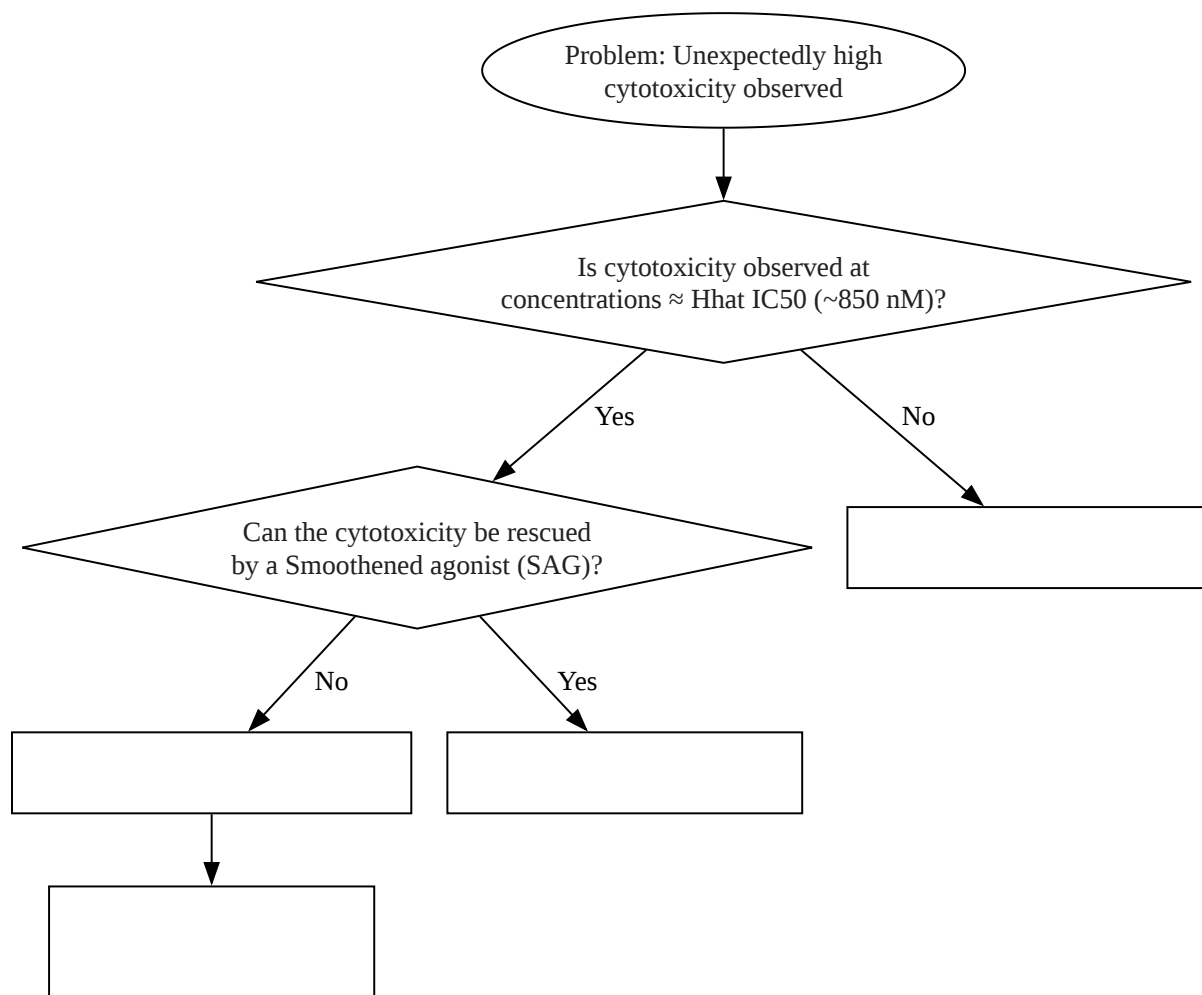 Problem: Unexpectedly high
cytotoxicity observed
Is cytotoxicity observed at
concentrations ≈ Hhat IC50 (~850 nM)?
Yes
No
Can the cytotoxicity be rescued
by a Smoothened agonist (SAG)?
No
Yes